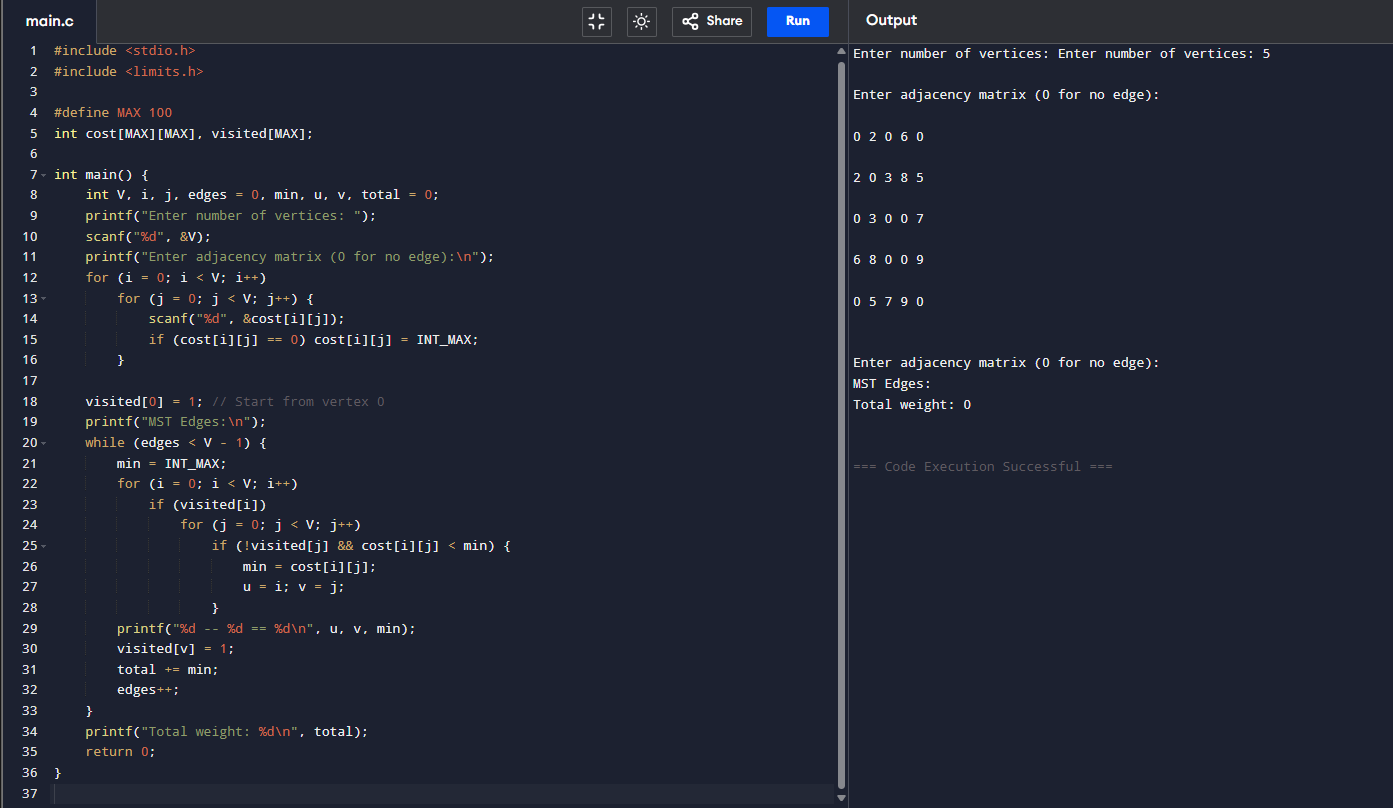 main.c
Share
Run
Output
1 #include <stdio.h>
2 #include <limits.h>
3
4 #define MAX 100
5 int cost[MAX][MAX], visited[MAX];
6
7 int main() {
8     int V, i, j, edges = 0, min, u, v, total = 0;
9     printf("Enter number of vertices: ");
10     scanf("%d", &V);
11     printf("Enter adjacency matrix (0 for no edge):\n");
12     for (i = 0; i < V; i++)
13         for (j = 0; j < V; j++) {
14             scanf("%d", &cost[i][j]);
15             if (cost[i][j] == 0) cost[i][j] = INT_MAX;
16         }
17
18     visited[0] = 1; // Start from vertex 0
19     printf("MST Edges:\n");
20     while (edges < V - 1) {
21         min = INT_MAX;
22         for (i = 0; i < V; i++)
23             if (visited[i])
24                 for (j = 0; j < V; j++)
25                     if (!visited[j] && cost[i][j] < min) {
26                         min = cost[i][j];
27                         u = i; v = j;
28                     }
29         printf("%d -- %d == %d\n", u, v, min);
30         visited[v] = 1;
31         total += min;
32         edges++;
33     }
34     printf("Total weight: %d\n", total);
35     return 0;
36 }
37
Enter number of vertices: Enter number of vertices: 5
Enter adjacency matrix (0 for no edge):
0 2 0 6 0
2 0 3 8 5
0 3 0 0 7
6 8 0 0 9
0 5 7 9 0
Enter adjacency matrix (0 for no edge):
MST Edges:
Total weight: 0
=== Code Execution Successful ===